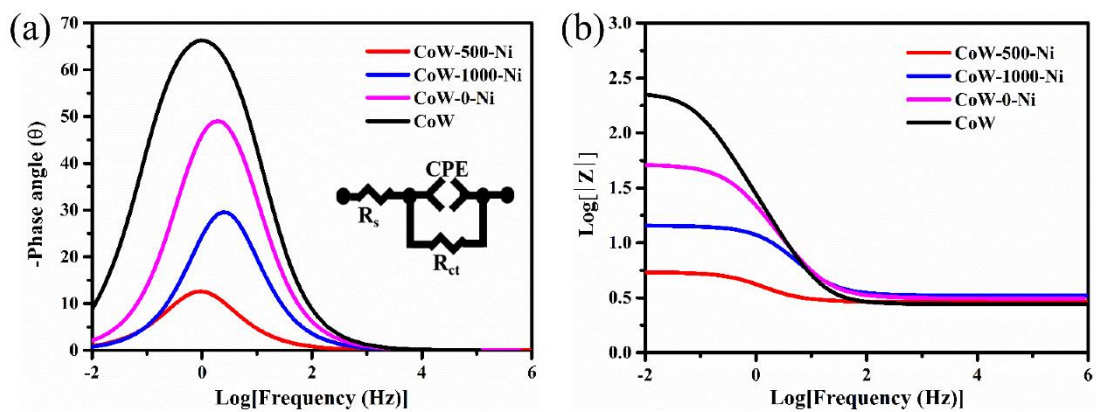 (a)
70
60
50
40
30
20
10
0
-Phase angle (θ)
-2
0
2
4
6
Log[Frequency (Hz)]
CoW-500-Ni
CoW-1000-Ni
CoW-0-Ni
CoW
CPE
Rs
Rct
(b)
3.0
2.5
2.0
1.5
1.0
0.5
0.0
Log[|Z|]
-2
0
2
4
6
Log[Frequency (Hz)]
CoW-500-Ni
CoW-1000-Ni
CoW-0-Ni
CoW